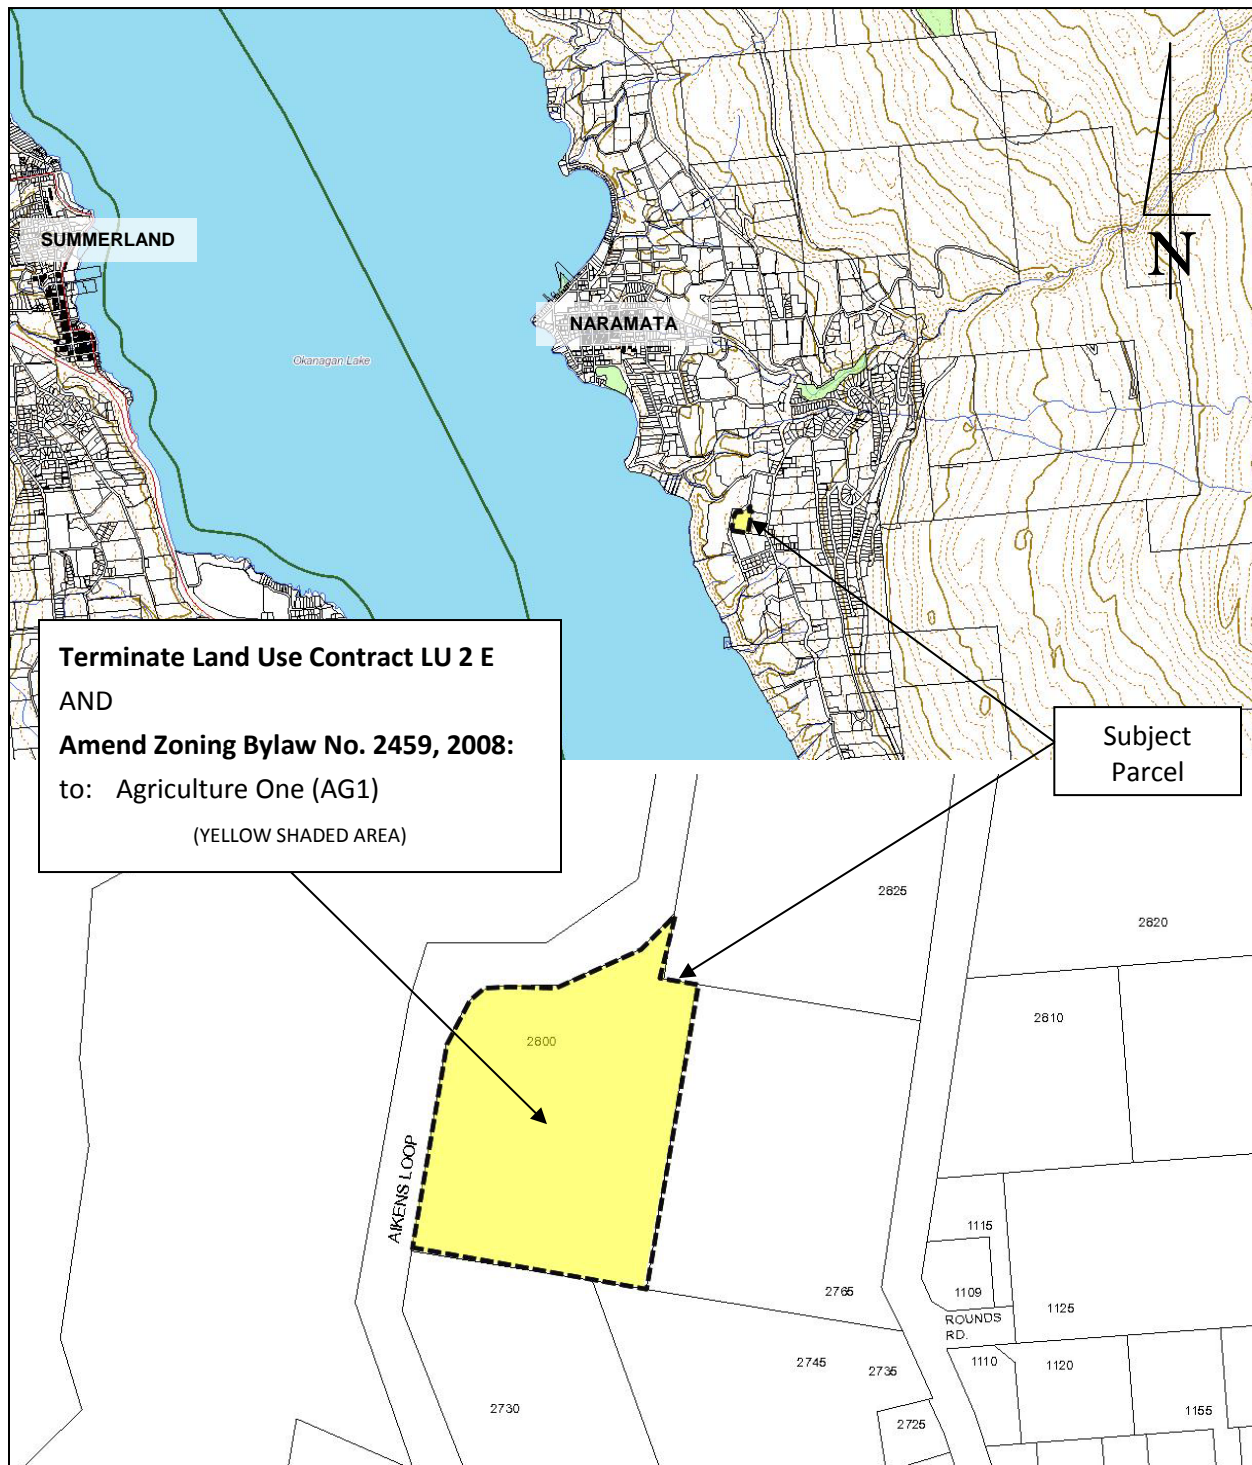 SUMMERLAND
NARAMATA
Okanagan Lake
N
Terminate Land Use Contract LU 2 E
AND
Amend Zoning Bylaw No. 2459, 2008:
to: Agriculture One (AG1)
(YELLOW SHADED AREA)
Subject
Parcel
2825
2820
2810
2800
AIKENS LOOP
1115
2765
1109
1125
ROUNDS
RD.
2745
2735
1110
1120
2730
1155
2725